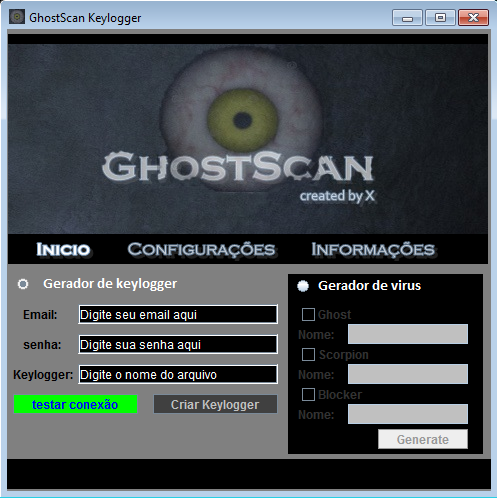 GhostScan Keylogger
GhostScan
created by X
Inicio Configurações Informações
Gerador de keylogger
Email: Digite seu email aqui
senha: Digite sua senha aqui
Keylogger: Digite o nome do arquivo
testar conexão Criar Keylogger
Gerador de virus
Ghost
Nome:
Scorpion
Nome:
Blocker
Nome:
Generate